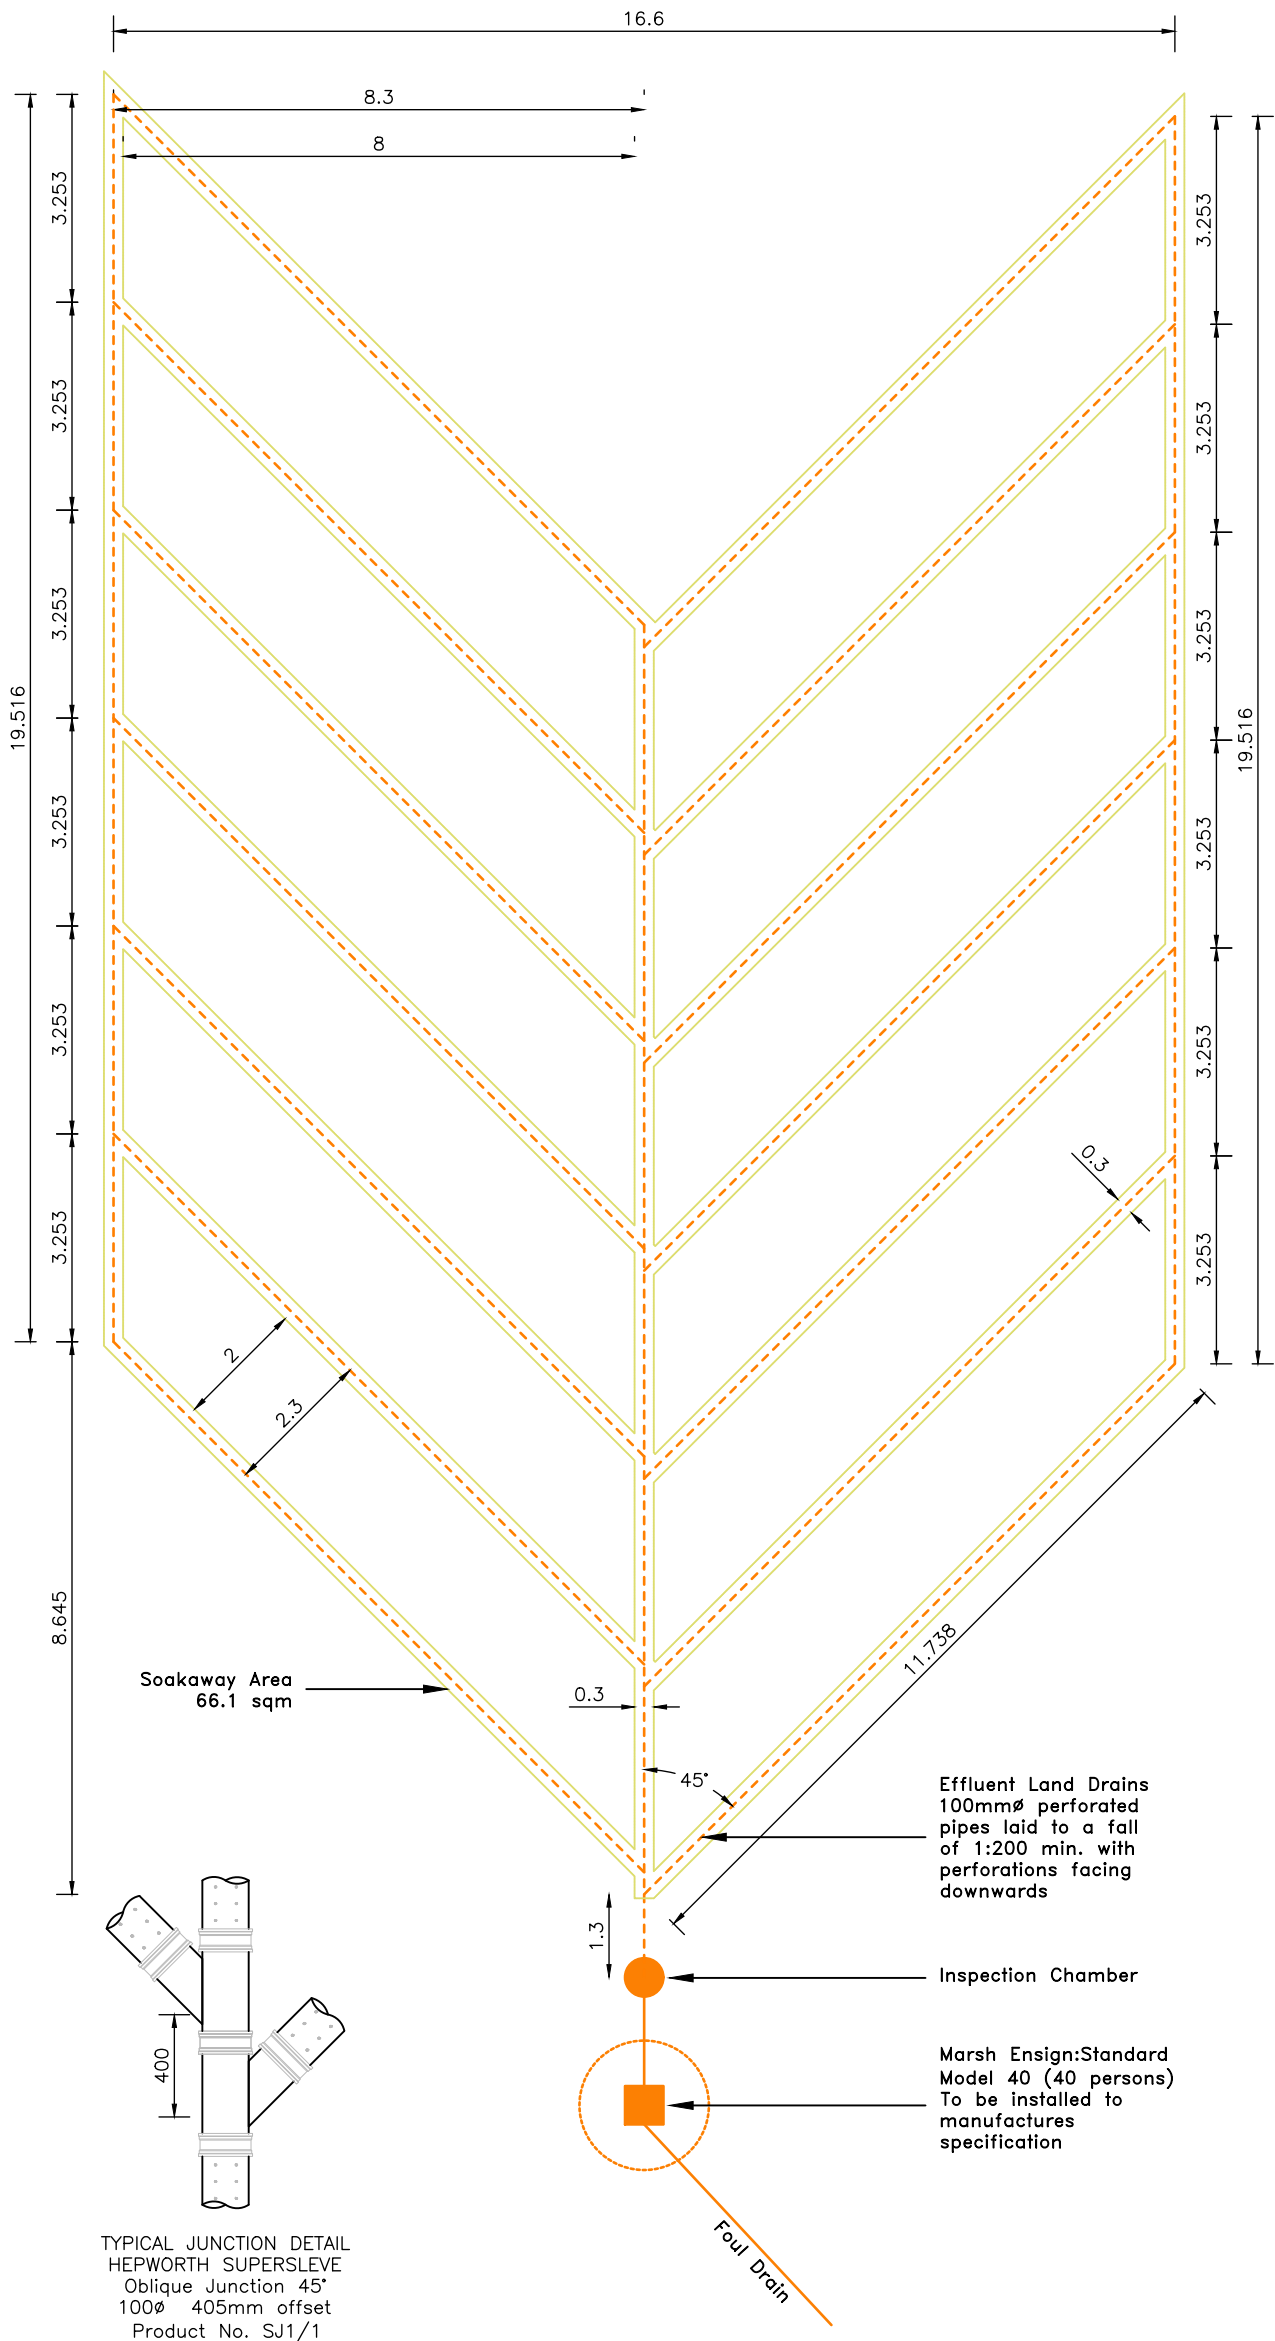 16.6
8.3
8
3.253
3.253
3.253
3.253
3.253
3.253
19.516
8.645
3.253
3.253
3.253
3.253
3.253
3.253
19.516
0.3
2
2.3
11.738
Soakaway Area
66.1 sqm
0.3
45°
Effluent Land Drains
100mmø perforated
pipes laid to a fall
of 1:200 min. with
perforations facing
downwards
1.3
Inspection Chamber
Marsh Ensign:Standard
Model 40 (40 persons)
To be installed to
manufactures
specification
Foul Drain
400
TYPICAL JUNCTION DETAIL
HEPWORTH SUPERSLEVE
Oblique Junction 45°
100ø 405mm offset
Product No. SJ1/1